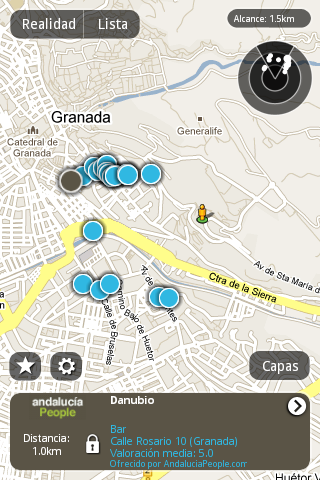 Realidad
Lista
Alcance: 1.5km
Granada
Generalife
Catedral de
Granada
Ctra de la Sierra
Av de Sta María d
Calle de Bruselas
Camino Bajo de Huetor
Av de
tes
Capas
andalucía
People
Distancia:
1.0km
Danubio
Bar
Calle Rosario 10 (Granada)
Valoración media: 5.0
Ofrecido por AndaluciaPeople.com
Huétor V